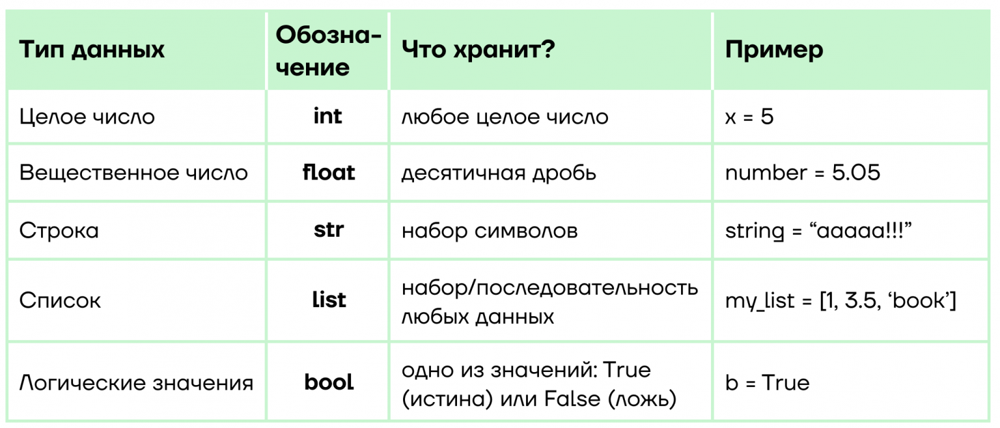 Тип данных
Обозна-
чение
Что хранит?
Пример
Целое число
int
любое целое число
x = 5
Вещественное число
float
десятичная дробь
number = 5.05
Строка
str
набор символов
string = “aaaaa!!!”
Список
list
набор/последовательность
любых данных
my_list = [1, 3.5, ‘book’]
Логические значения
bool
одно из значений: True
(истина) или False (ложь)
b = True